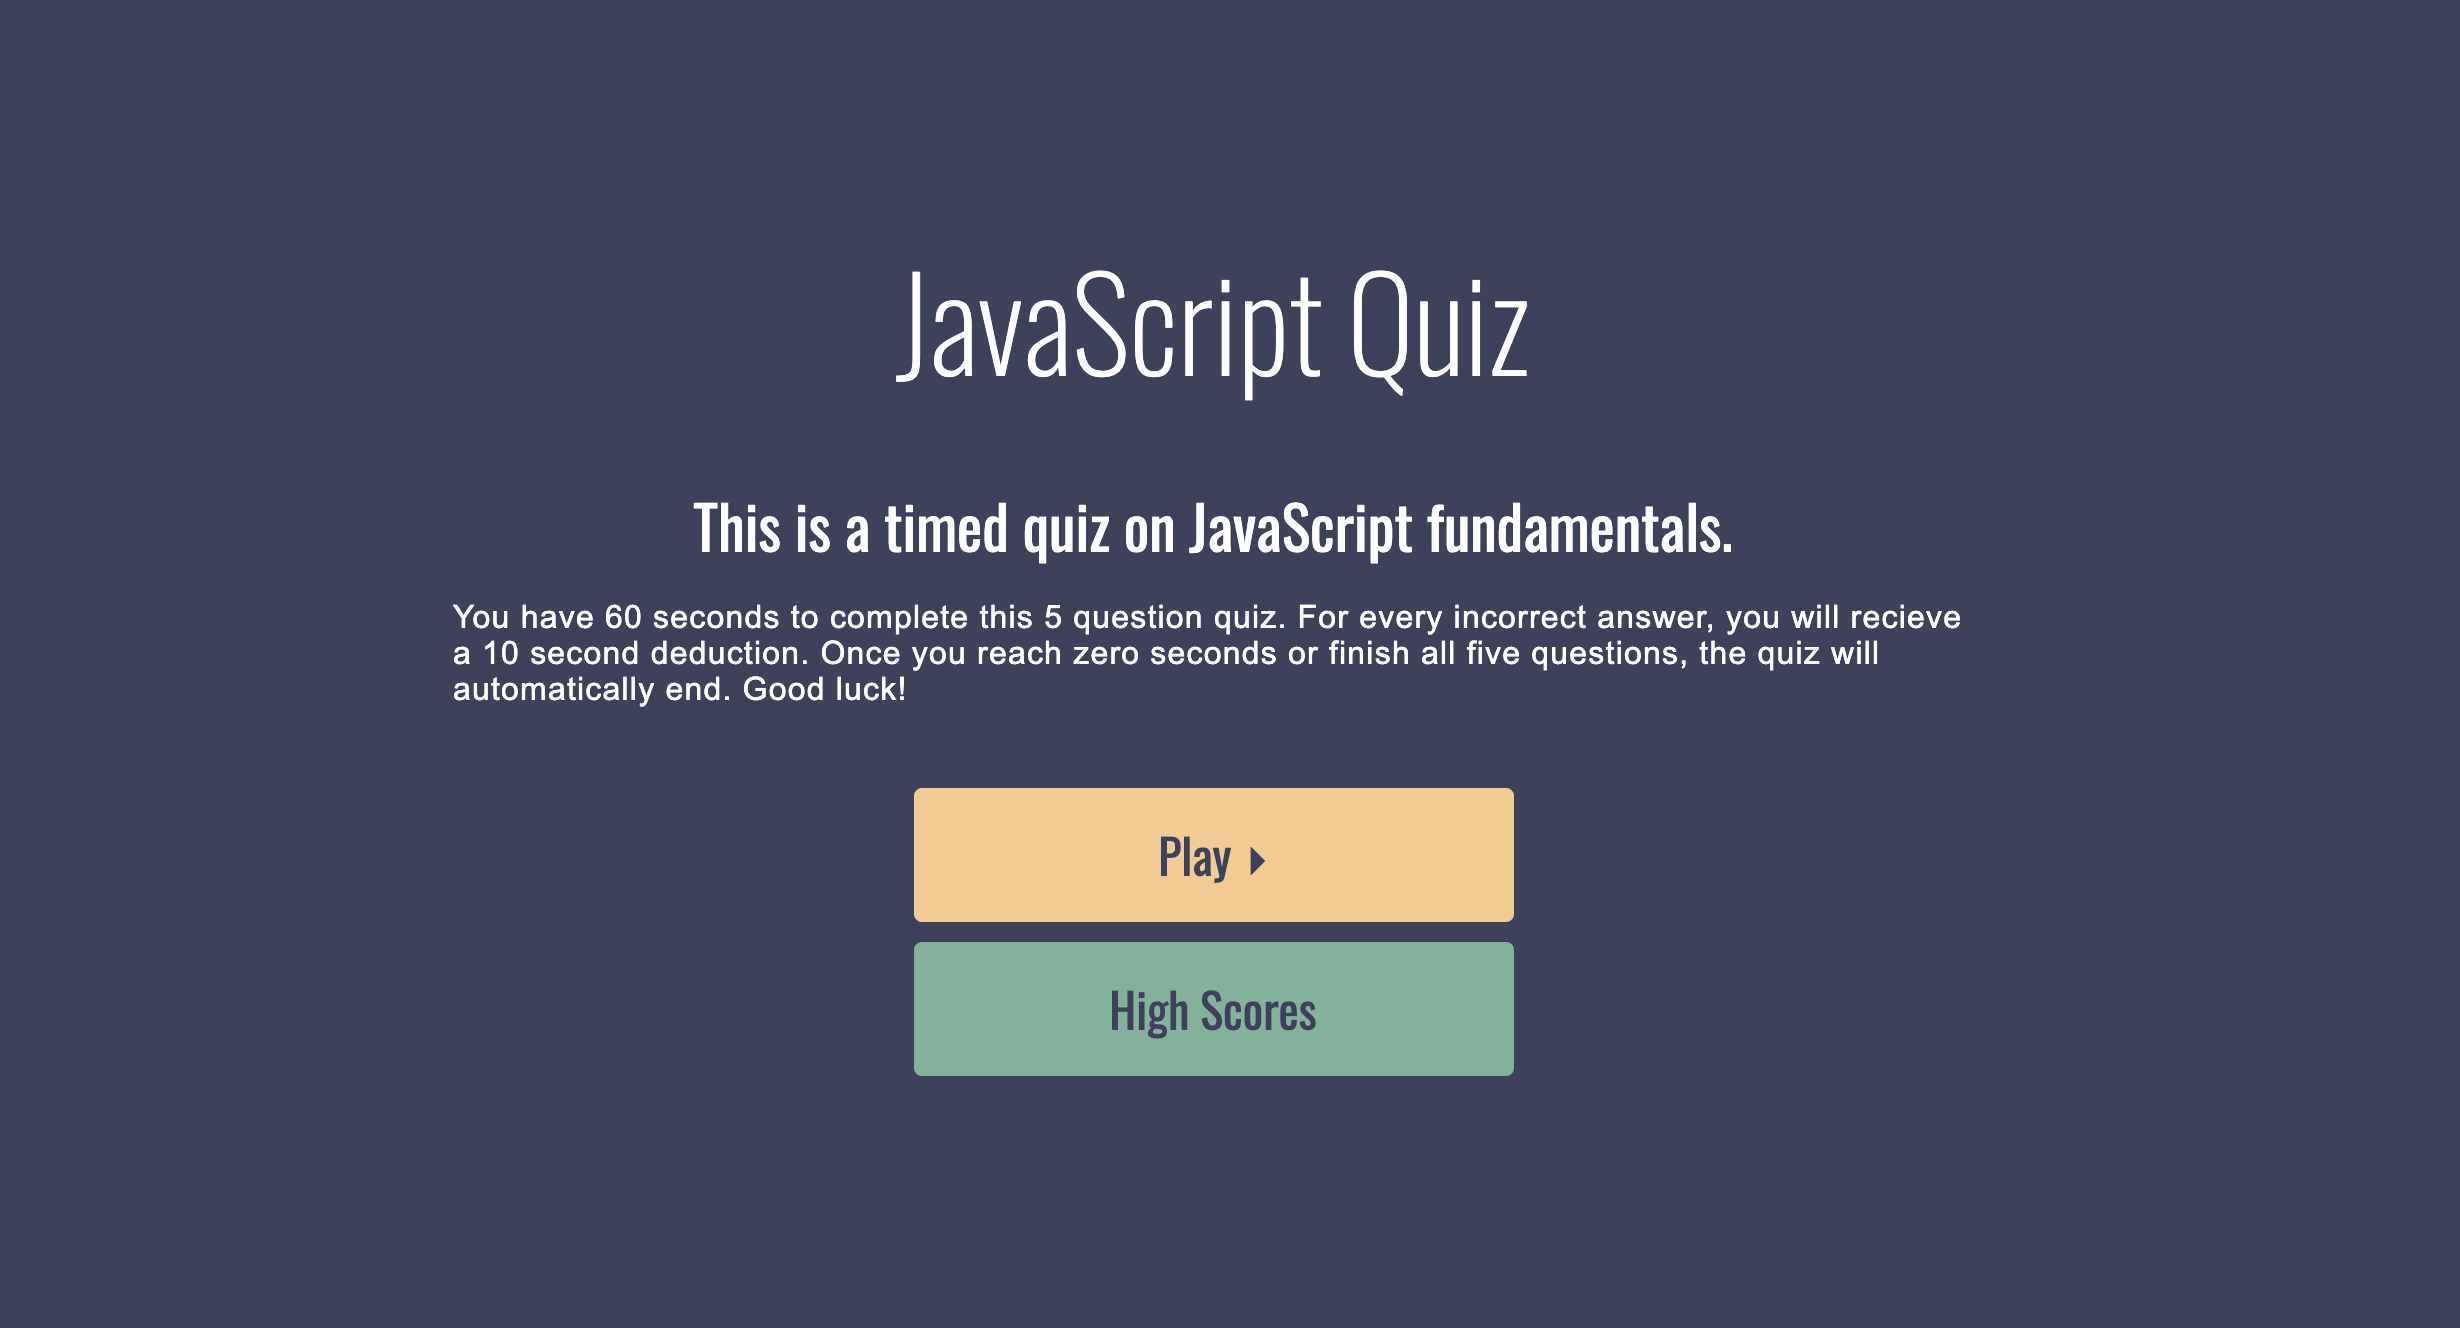 JavaScript Quiz
This is a timed quiz on JavaScript fundamentals.
You have 60 seconds to complete this 5 question quiz. For every incorrect answer, you will recieve
a 10 second deduction. Once you reach zero seconds or finish all five questions, the quiz will
automatically end. Good luck!
Play
High Scores